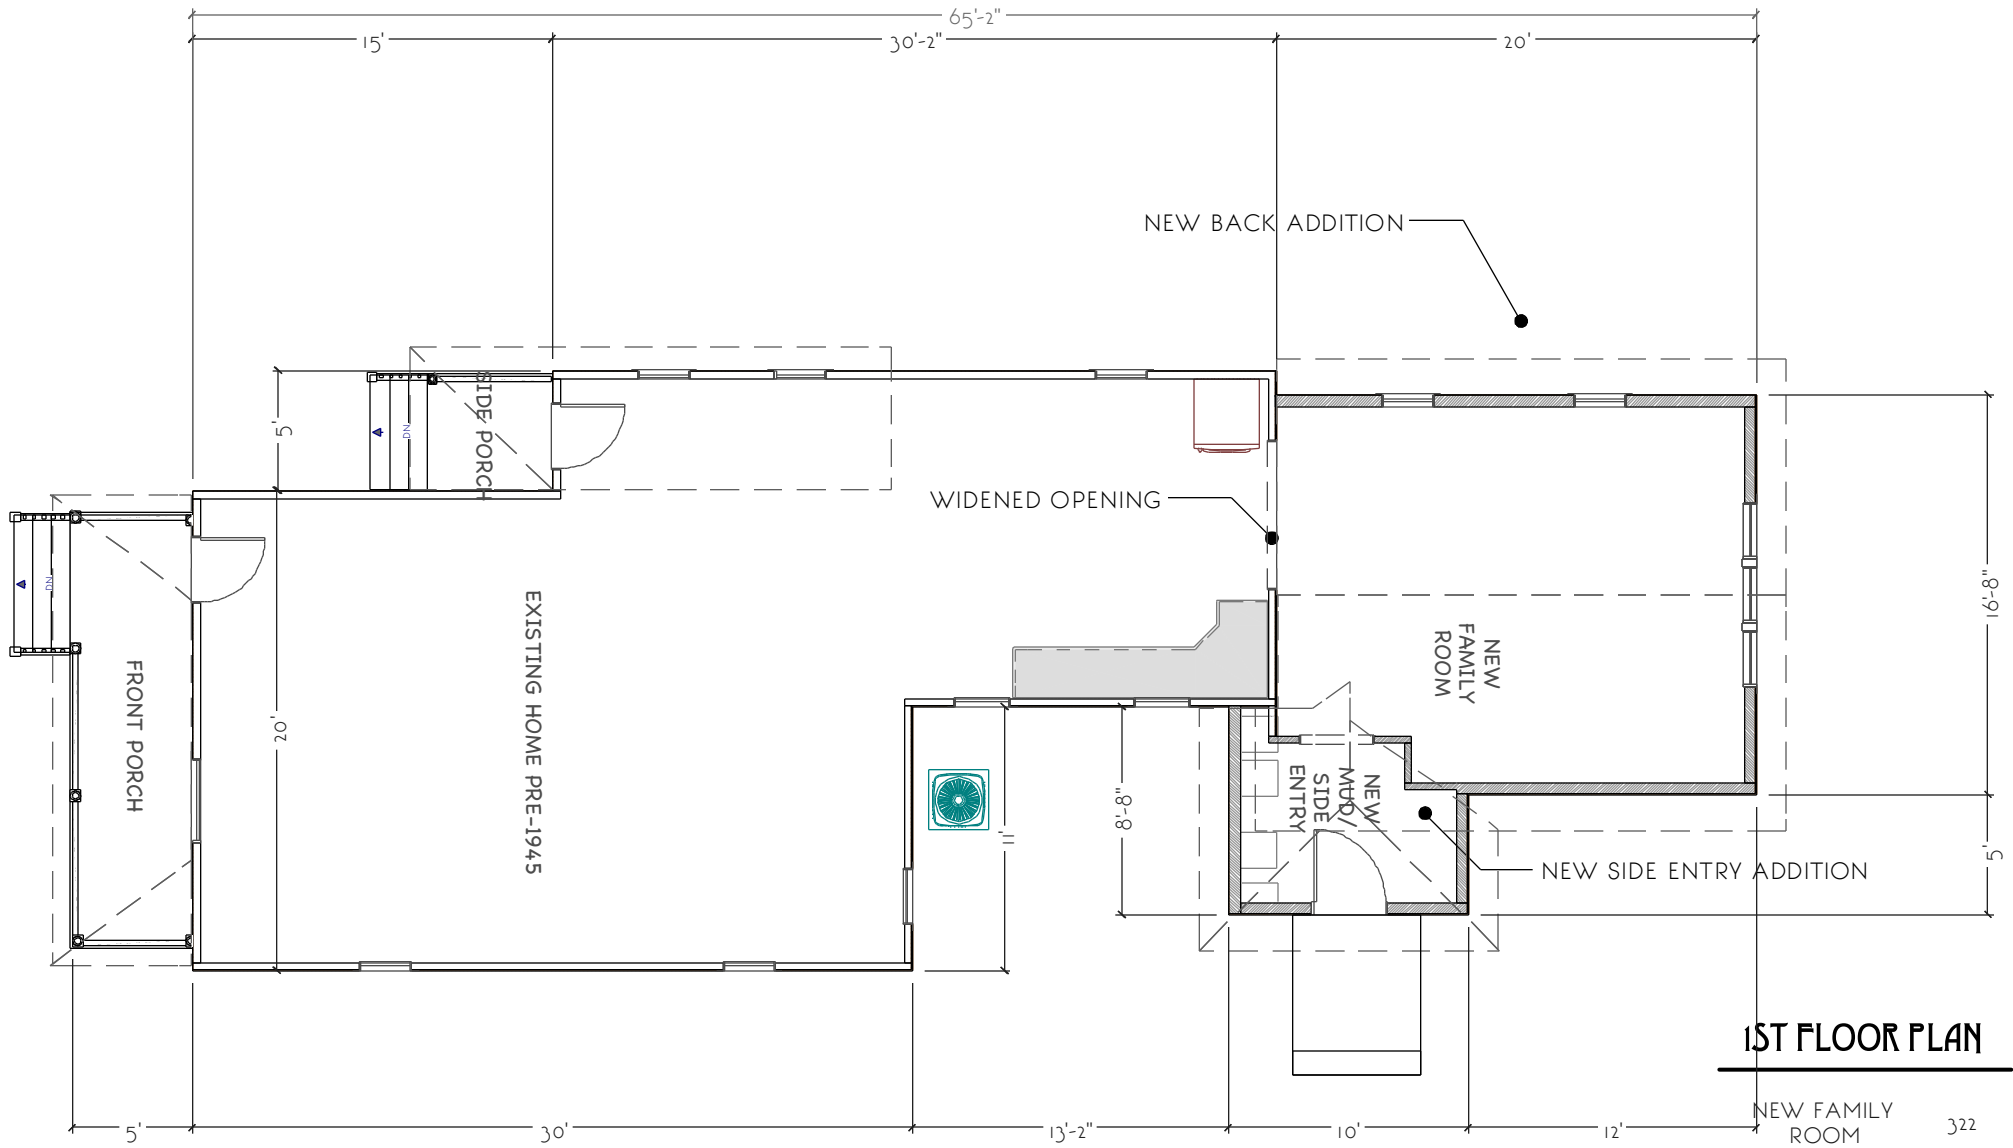 65'-2"
15'
30'-2"
20'
NEW BACK ADDITION
SIDE PORCH
5'
DN
WIDENED OPENING
DN
FRONT PORCH
EXISTING HOME PRE-1945
20'
NEW
FAMILY
ROOM
16'-8"
NEW
MUD/
SIDE
ENTRY
8'-8"
11'
5'
NEW SIDE ENTRY ADDITION
1ST FLOOR PLAN
NEW FAMILY
ROOM
322
5'
30'
13'-2"
10'
12'